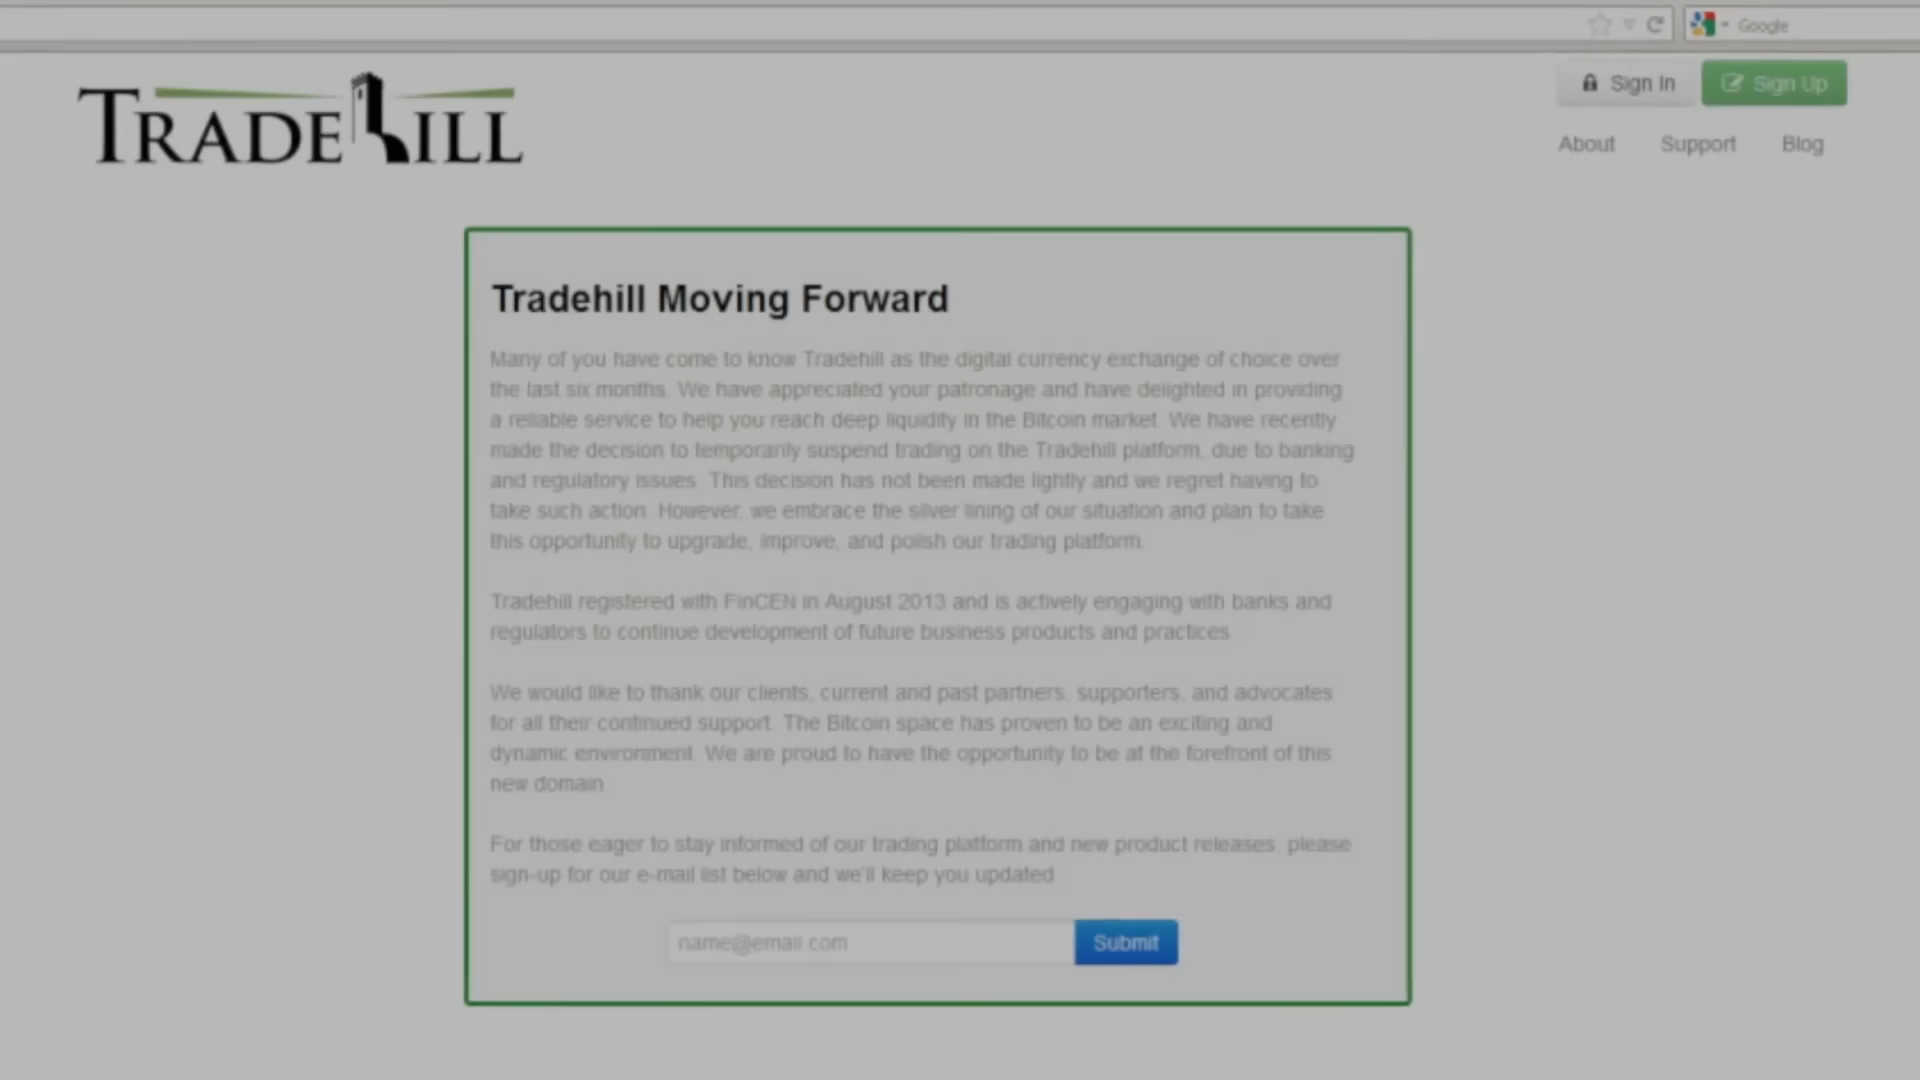 Google
TRADEHILL
Sign In
Sign Up
About
Support
Blog
Tradehill Moving Forward
Many of you have come to know Tradehill as the digital currency exchange of choice over
the last six months. We have appreciated your patronage and have delighted in providing
a reliable service to help you reach deep liquidity in the Bitcoin market. We have recently
made the decision to temporarily suspend trading on the Tradehill platform, due to banking
and regulatory issues. This decision has not been made lightly and we regret having to
take such action. However, we embrace the silver lining of our situation and plan to take
this opportunity to upgrade, improve, and polish our trading platform.
Tradehill registered with FinCEN in August 2013 and is actively engaging with banks and
regulators to continue development of future business products and practices.
We would like to thank our clients, current and past partners, supporters, and advocates
for all their continued support. The Bitcoin space has proven to be an exciting and
dynamic environment. We are proud to have the opportunity to be at the forefront of this
new domain.
For those eager to stay informed of our trading platform and new product releases, please
sign-up for our e-mail list below and we'll keep you updated.
name@email.com
Submit